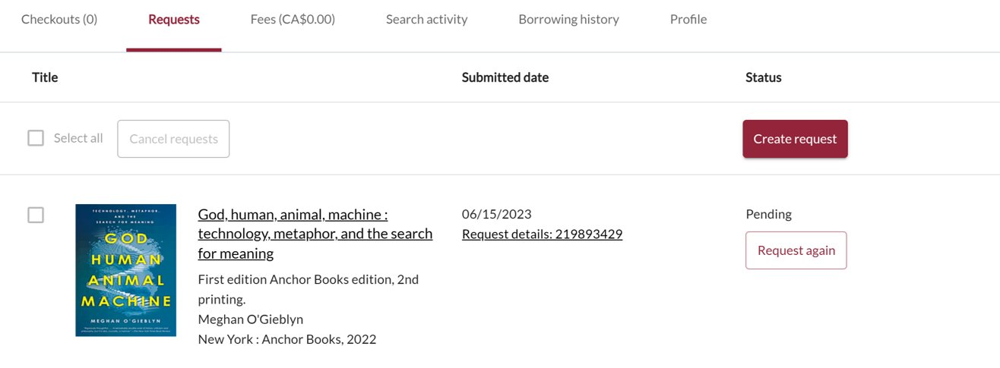 Checkouts (0) Requests Fees (CA$0.00) Search activity Borrowing history Profile
Title Submitted date Status
Select all Cancel requests Create request
TECHNOLOGY, METAPHOR,
AND THE
SEARCH FOR MEANING
GOD
HUMAN
ANIMAL
MACHINE
MEGHAN O'GIEBLYN
God, human, animal, machine :
technology, metaphor, and the search
for meaning
First edition Anchor Books edition, 2nd
printing.
Meghan O'Gieblyn
New York : Anchor Books, 2022
06/15/2023
Request details: 219893429
Pending
Request again